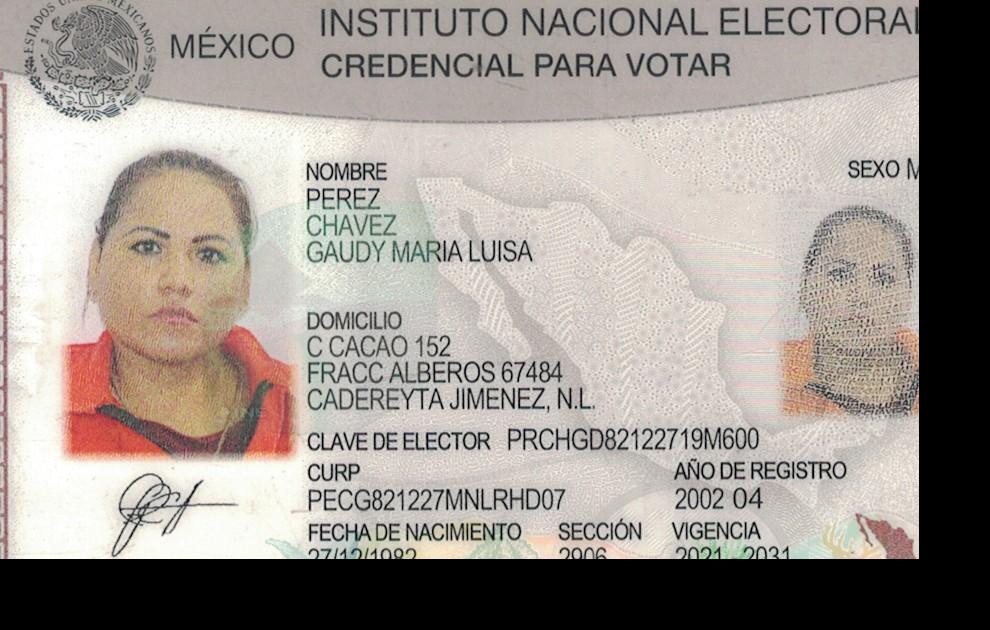 ESTADOS UNIDOS MEXICANOS
MÉXICO
INSTITUTO NACIONAL ELECTORAL
CREDENCIAL PARA VOTAR
NOMBRE
SEXO M
PEREZ
CHAVEZ
GAUDY MARIA LUISA
DOMICILIO
C CACAO 152
FRACC ALBEROS 67484
CADEREYTA JIMENEZ, N.L.
CLAVE DE ELECTOR PRCHGD82122719M600
CURP
AÑO DE REGISTRO
PECG821227MNLRHD07
2002 04
FECHA DE NACIMIENTO
SECCIÓN
VIGENCIA
27/12/1982
2906
2021 2031